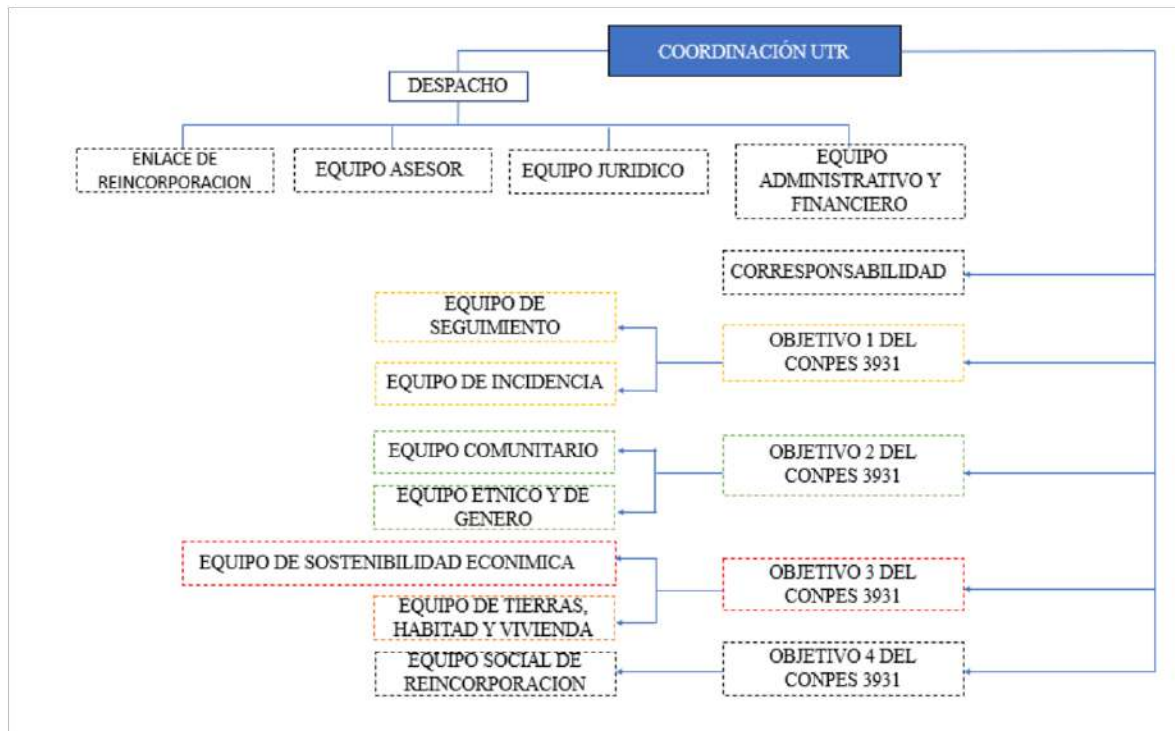 COORDINACIÓN UTR
DESPACHO
ENLACE DE
REINCORPORACION
EQUIPO ASESOR
EQUIPO JURIDICO
EQUIPO
ADMINISTRATIVO Y
FINANCIERO
CORRESPONSABILIDAD
EQUIPO DE
SEGUIMIENTO
EQUIPO DE INCIDENCIA
OBJETIVO 1 DEL
CONPES 3931
EQUIPO COMUNITARIO
EQUIPO ETNICO Y DE
GENERO
OBJETIVO 2 DEL
CONPES 3931
EQUIPO DE SOSTENIBILIDAD ECONIMICA
EQUIPO DE TIERRAS,
HABITAD Y VIVIENDA
OBJETIVO 3 DEL
CONPES 3931
EQUIPO SOCIAL DE
REINCORPORACION
OBJETIVO 4 DEL
CONPES 3931